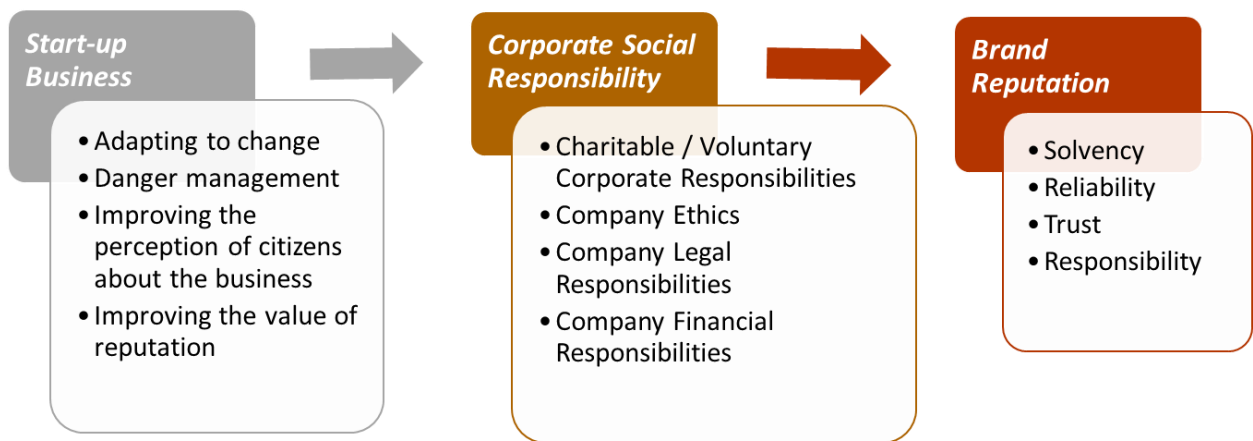 Start-up
Business
• Adapting to change
• Danger management
• Improving the
perception of citizens
about the business
• Improving the value of
reputation
Corporate Social
Responsibility
• Charitable / Voluntary
Corporate Responsibilities
• Company Ethics
• Company Legal
Responsibilities
• Company Financial
Responsibilities
Brand
Reputation
• Solvency
• Reliability
• Trust
• Responsibility